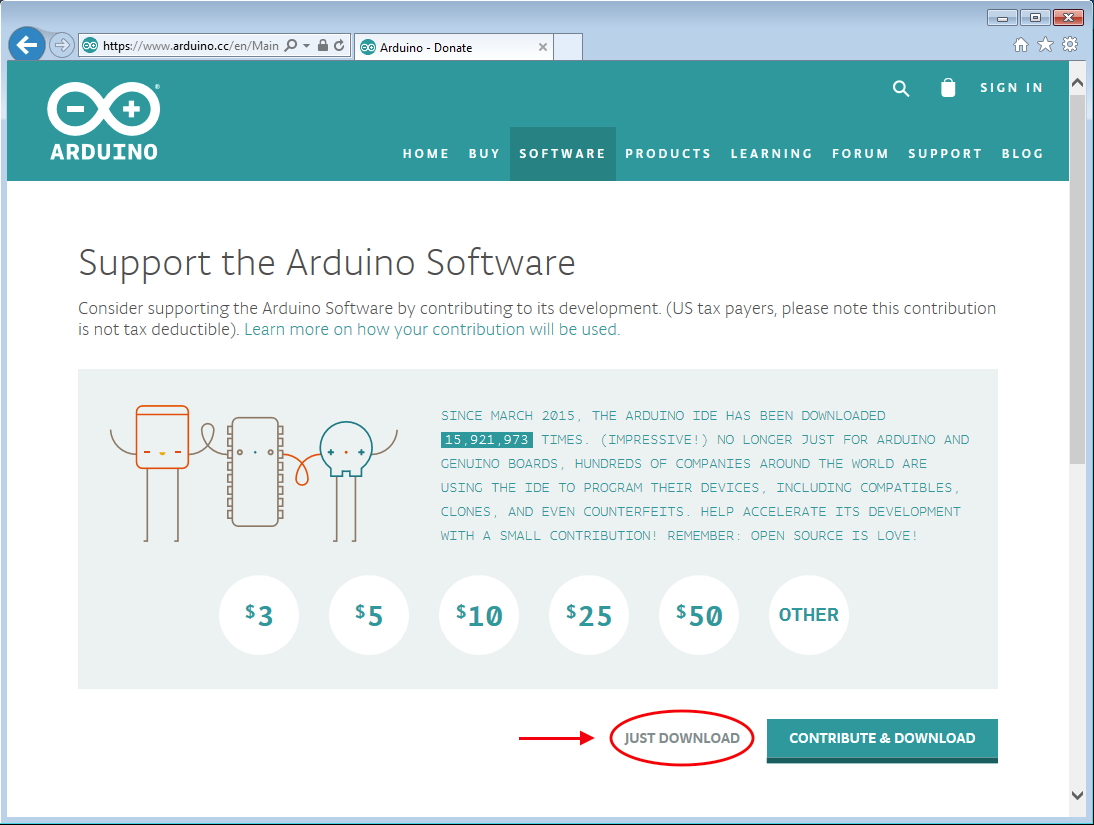 https://www.arduino.cc/en/Main
Arduino - Donate
SIGN IN
ARDUINO
HOME BUY SOFTWARE PRODUCTS LEARNING FORUM SUPPORT BLOG
Support the Arduino Software
Consider supporting the Arduino Software by contributing to its development. (US tax payers, please note this contribution
is not tax deductible). Learn more on how your contribution will be used.
SINCE MARCH 2015, THE ARDUINO IDE HAS BEEN DOWNLOADED
15,921,973 TIMES. (IMPRESSIVE!) NO LONGER JUST FOR ARDUINO AND
GENUINO BOARDS, HUNDREDS OF COMPANIES AROUND THE WORLD ARE
USING THE IDE TO PROGRAM THEIR DEVICES, INCLUDING COMPATIBLES,
CLONES, AND EVEN COUNTERFEITS. HELP ACCELERATE ITS DEVELOPMENT
WITH A SMALL CONTRIBUTION! REMEMBER: OPEN SOURCE IS LOVE!
$3 $5 $10 $25 $50 OTHER
JUST DOWNLOAD CONTRIBUTE & DOWNLOAD